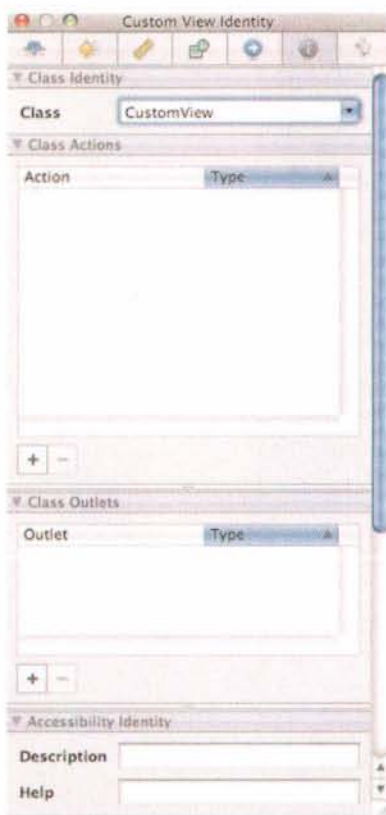 Custom View Identity
Class Identity
Class CustomView
Class Actions
Action Type
+ −
Class Outlets
Outlet Type
+ −
Accessibility Identity
Description
Help